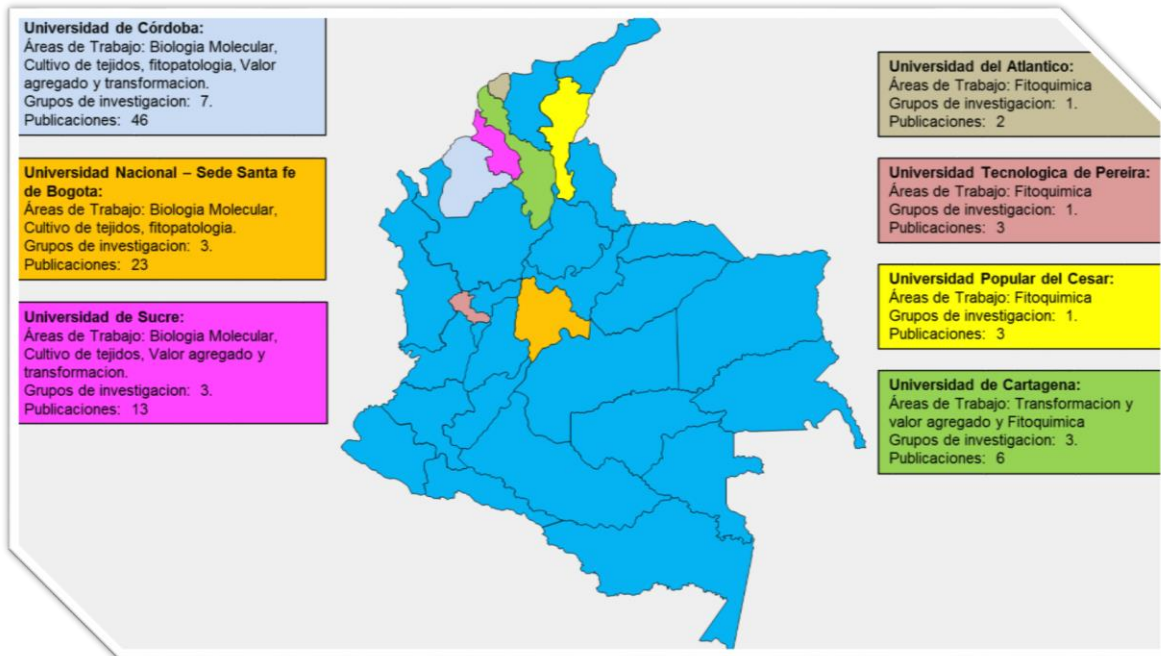 Universidad de Córdoba:
Áreas de Trabajo: Biologia Molecular,
Cultivo de tejidos, fitopatologia, Valor
agregado y transformacion.
Grupos de investigacion: 7.
Publicaciones: 46
Universidad Nacional – Sede Santa fe
de Bogota:
Áreas de Trabajo: Biologia Molecular,
Cultivo de tejidos, fitopatologia.
Grupos de investigacion: 3.
Publicaciones: 23
Universidad de Sucre:
Áreas de Trabajo: Biologia Molecular,
Cultivo de tejidos, Valor agregado y
transformacion.
Grupos de investigacion: 3.
Publicaciones: 13
Universidad del Atlantico:
Áreas de Trabajo: Fitoquimica
Grupos de investigacion: 1.
Publicaciones: 2
Universidad Tecnologica de Pereira:
Áreas de Trabajo: Fitoquimica
Grupos de investigacion: 1.
Publicaciones: 3
Universidad Popular del Cesar:
Áreas de Trabajo: Fitoquimica
Grupos de investigacion: 1.
Publicaciones: 3
Universidad de Cartagena:
Áreas de Trabajo: Transformacion y
valor agregado y Fitoquimica
Grupos de investigacion: 3.
Publicaciones: 6